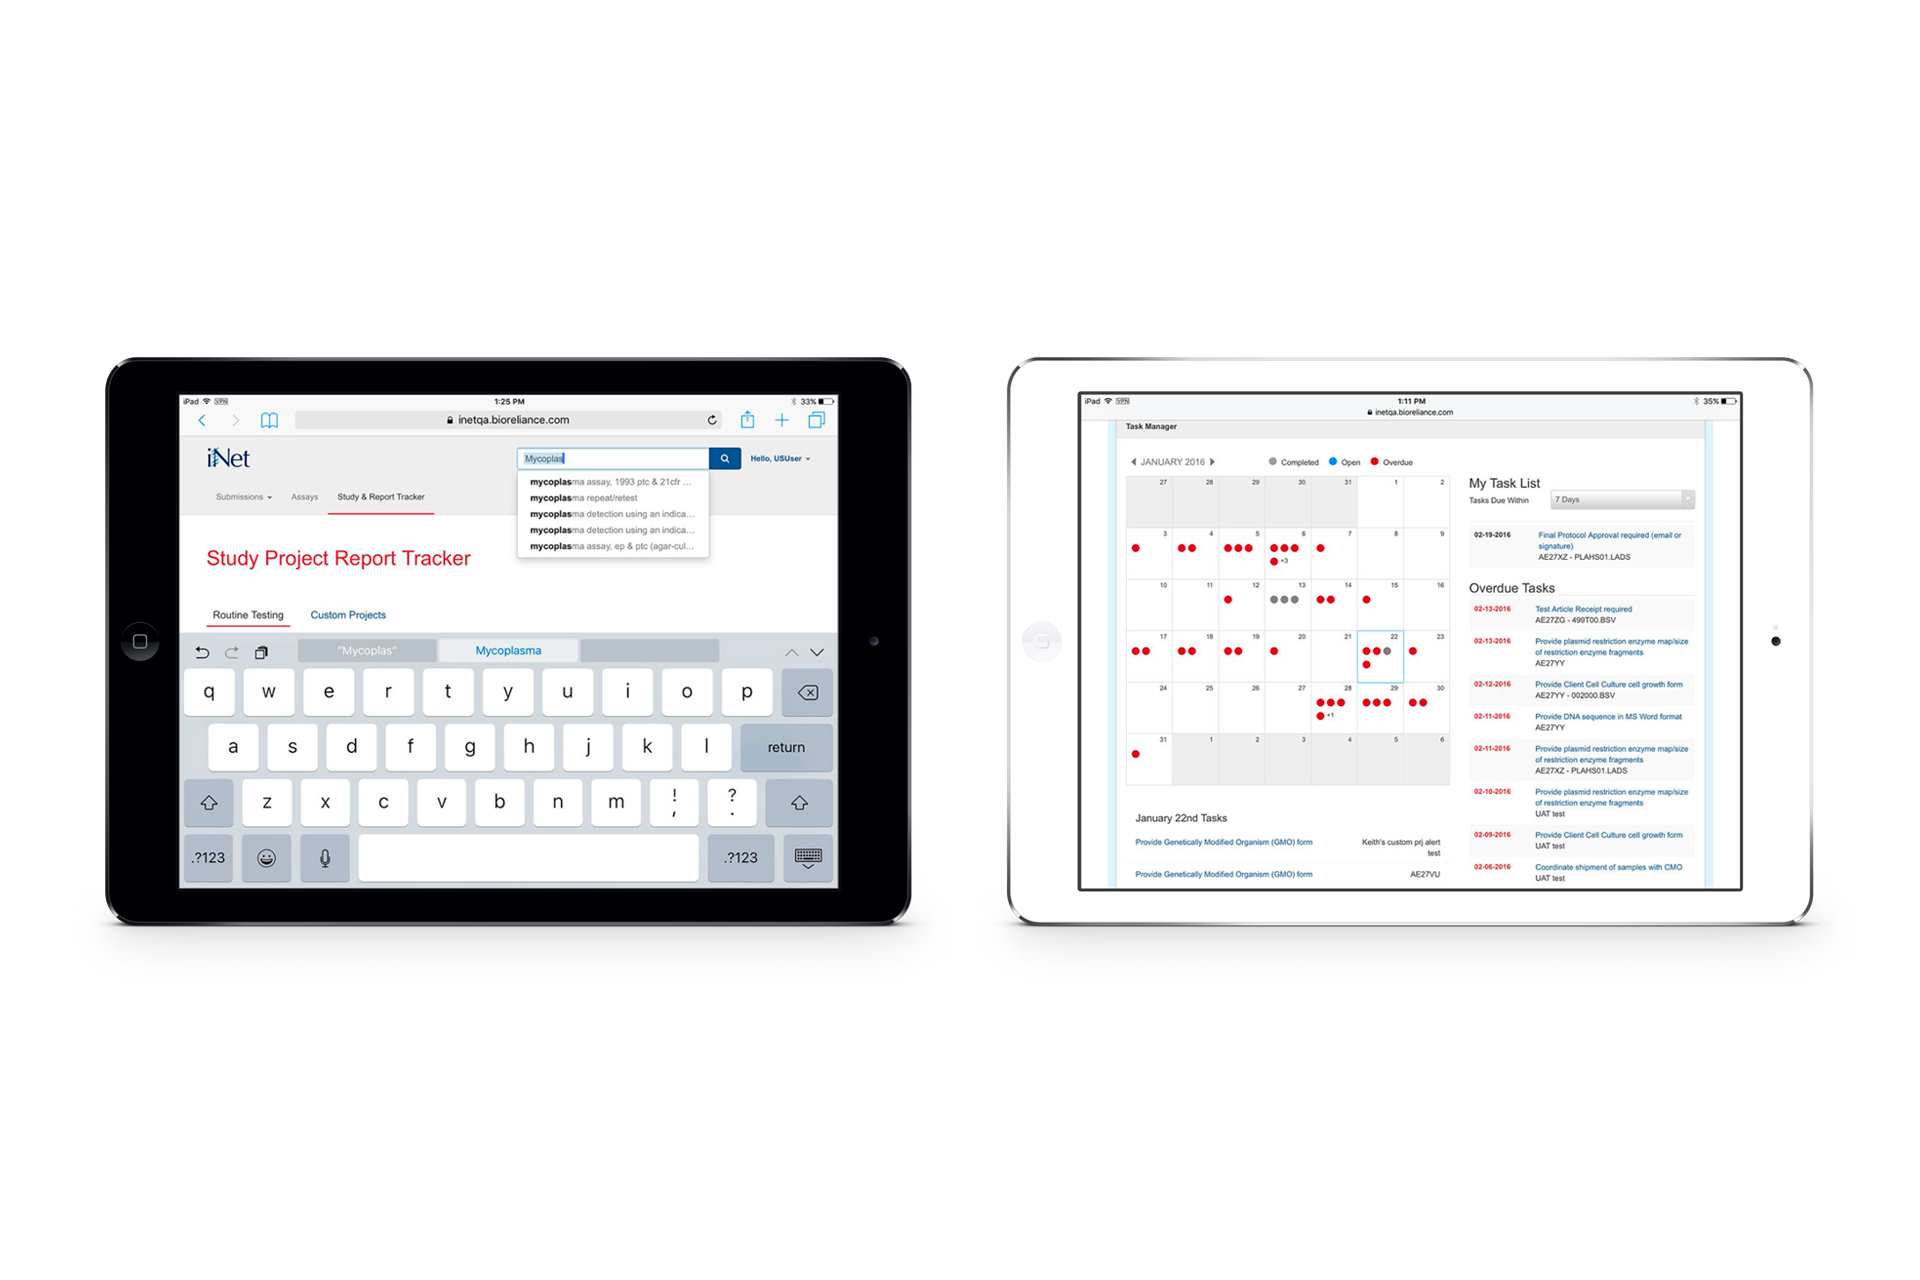 iPad VPN 1:25 PM 33%
inetqa.bioreliance.com
iNet Mycoplas Hello, USUser
mycoplasma assay, 1993 ptc & 21cfr ...
mycoplasma repeat/retest
mycoplasma detection using an indica...
mycoplasma detection using an indica...
mycoplasma assay, ep & ptc (agar-cul...
Submissions Assays Study & Report Tracker
Study Project Report Tracker
Routine Testing Custom Projects
“Mycoplas” Mycoplasma
q w e r t y u i o p
a s d f g h j k l return
z x c v b n m ! , ? .
.?123 .?123
iPad VPN 1:11 PM 35%
inetqa.bioreliance.com
Task Manager
JANUARY 2016 Completed Open Overdue
27 28 29 30 31 1 2
3 4 5 6 7 8 9
+3
10 11 12 13 14 15 16
17 18 19 20 21 22 23
24 25 26 27 28 29 30
+1
31 1 2 3 4 5 6
January 22nd Tasks
Provide Genetically Modified Organism (GMO) form Keith's custom prj alert
test
Provide Genetically Modified Organism (GMO) form AE27VU
My Task List
Tasks Due Within 7 Days
02-19-2016 Final Protocol Approval required (email or
signature)
AE27XZ - PLAHS01.LADS
Overdue Tasks
02-13-2016 Test Article Receipt required
AE27ZG - 499T00.BSV
02-13-2016 Provide plasmid restriction enzyme map/size
of restriction enzyme fragments
AE27YY
02-12-2016 Provide Client Cell Culture cell growth form
AE27YY - 002000.BSV
02-11-2016 Provide DNA sequence in MS Word format
AE27YY
02-11-2016 Provide plasmid restriction enzyme map/size
of restriction enzyme fragments
AE27XZ - PLAHS01.LADS
02-10-2016 Provide plasmid restriction enzyme map/size
of restriction enzyme fragments
UAT test
02-09-2016 Provide Client Cell Culture cell growth form
UAT test
02-06-2016 Coordinate shipment of samples with CMO
UAT test